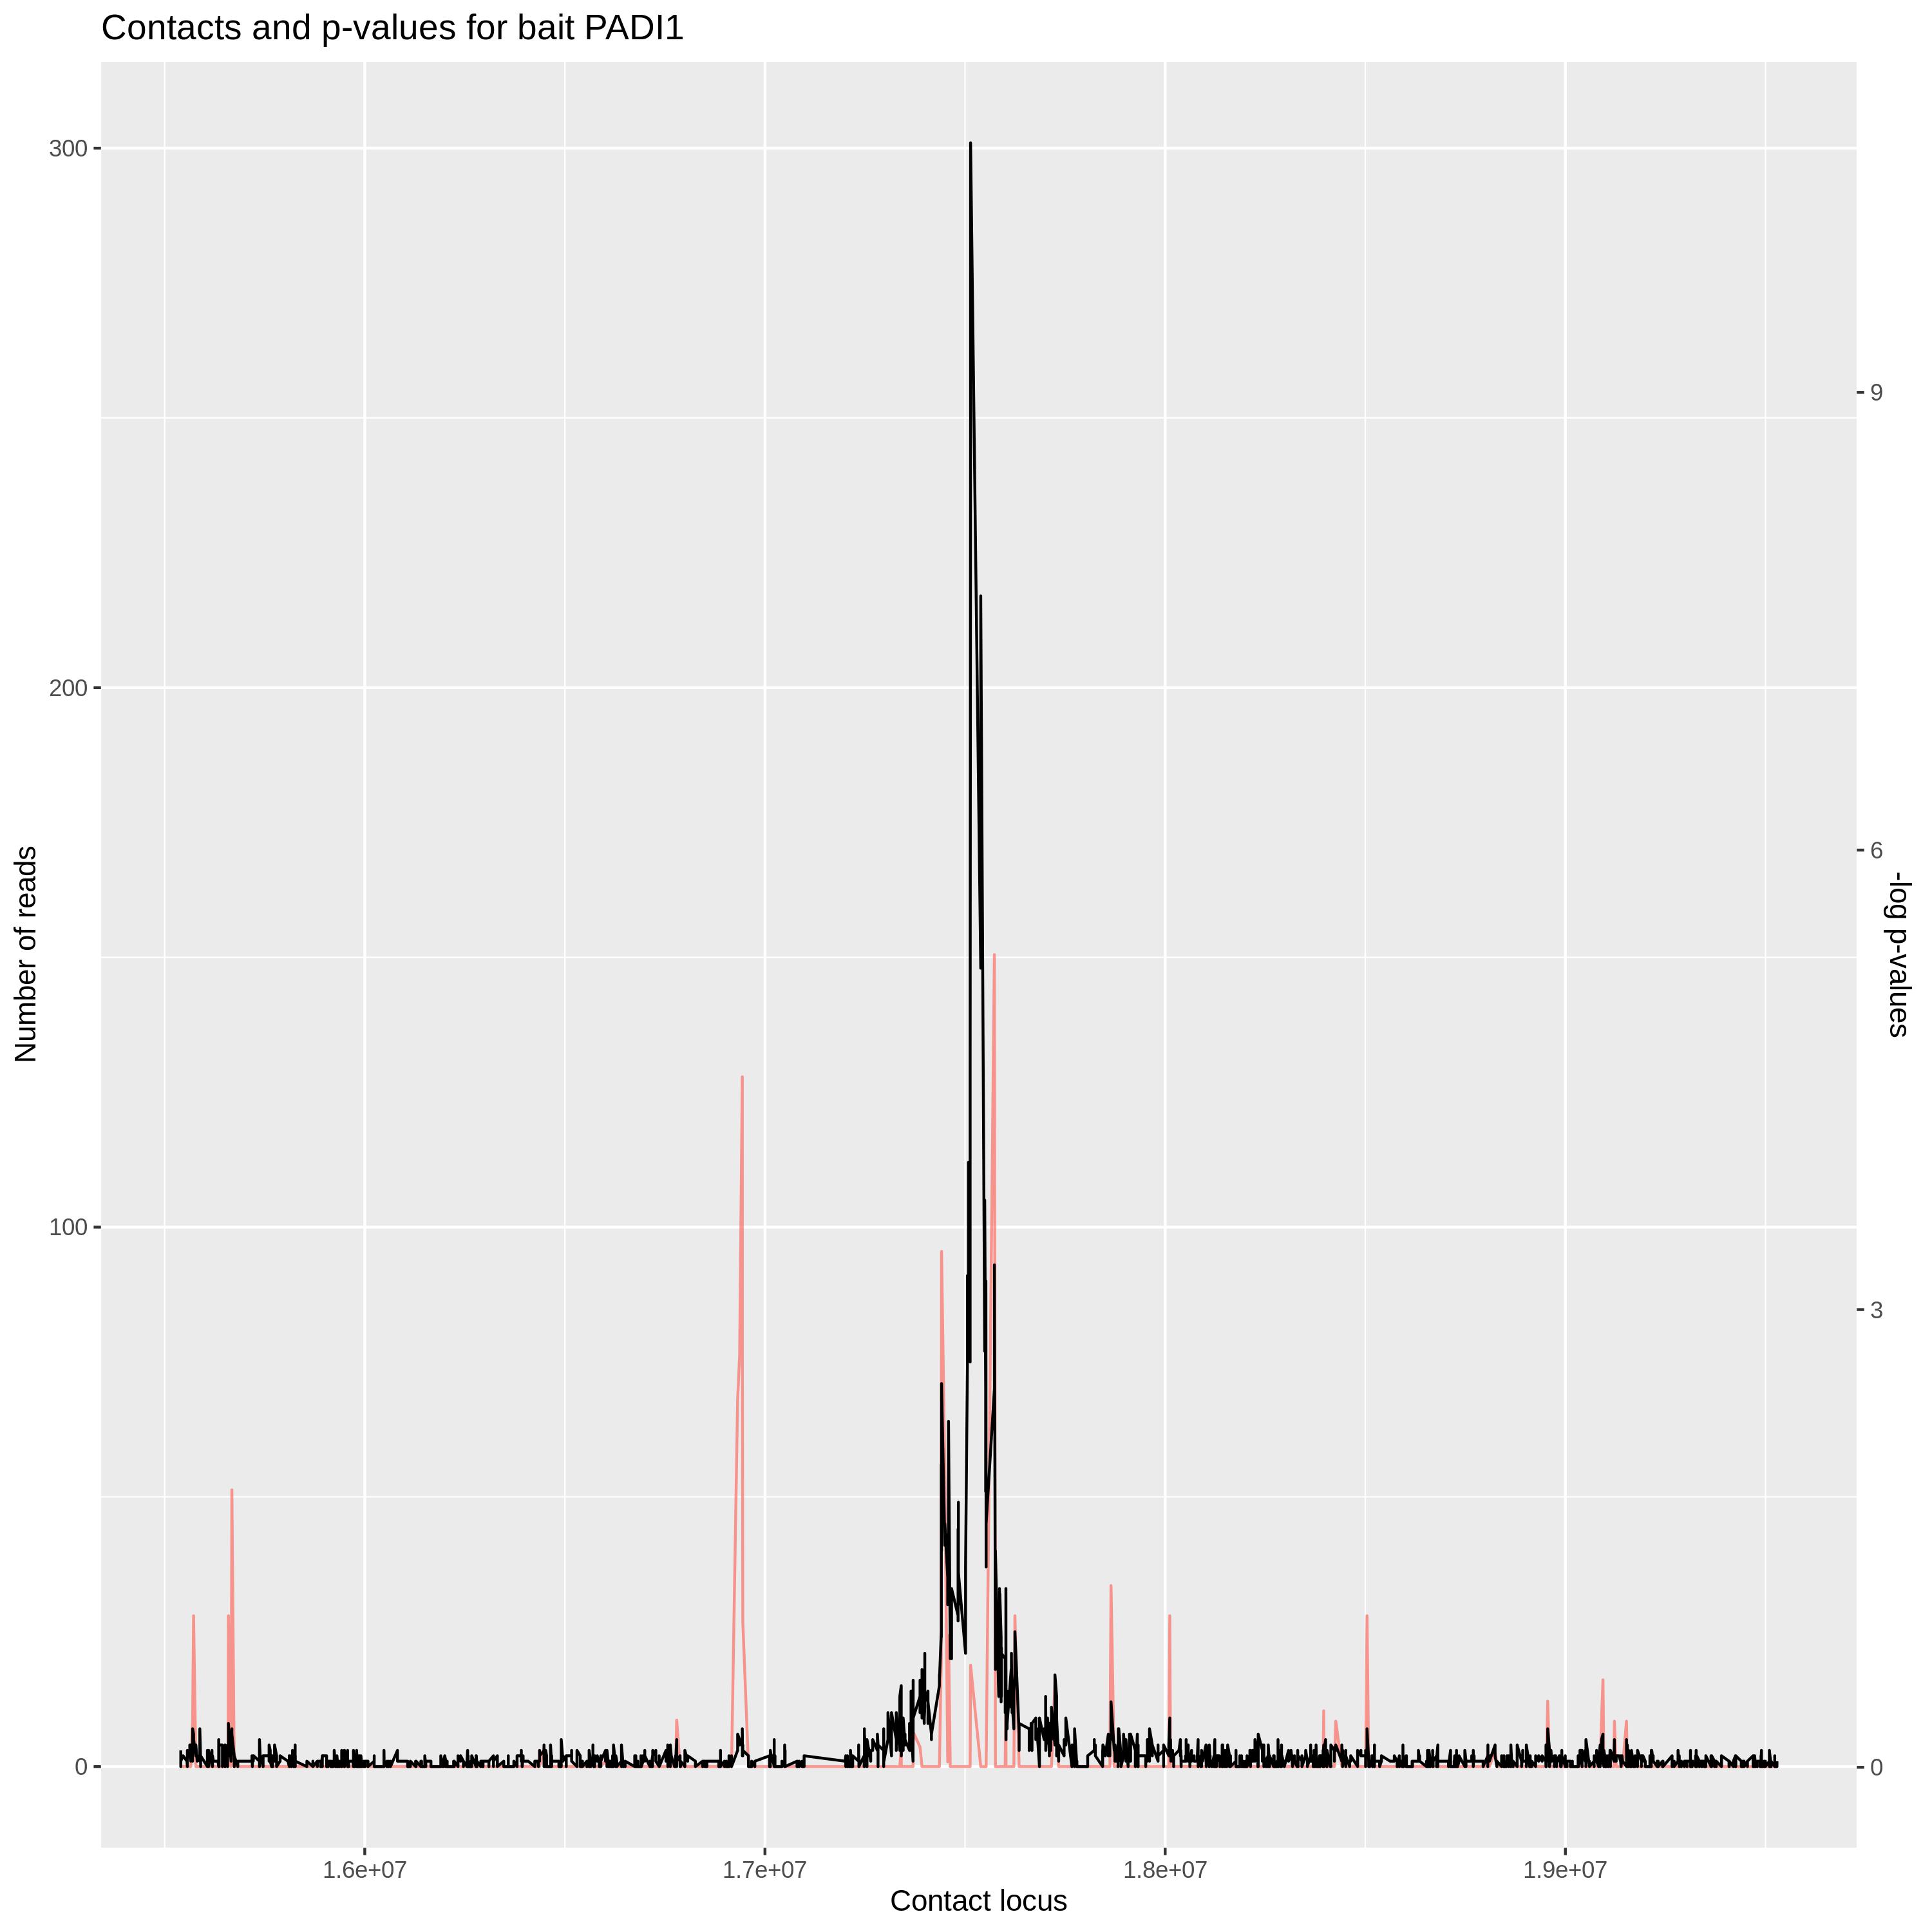 Contacts and p-values for bait PADI1
300
200
100
0
Number of reads
9
6
3
0
-log p-values
1.6e+07
1.7e+07
1.8e+07
1.9e+07
Contact locus